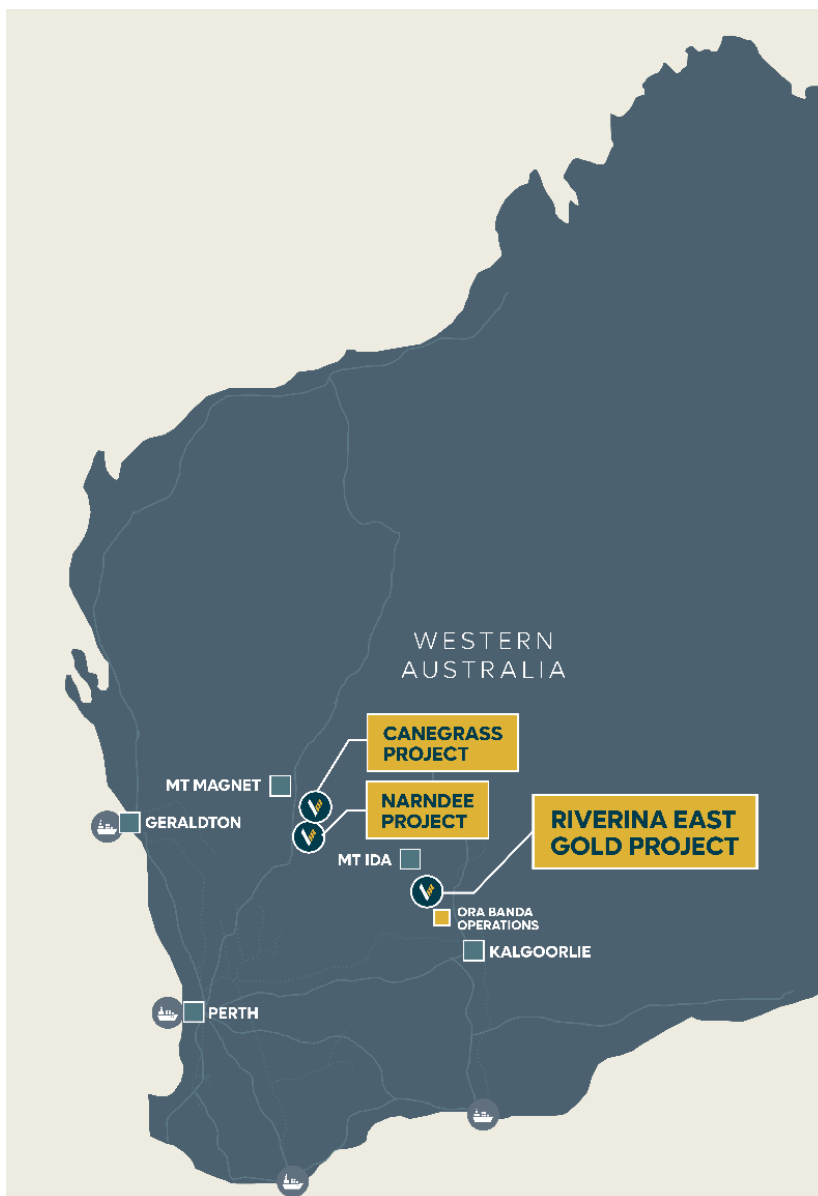 WESTERN
AUSTRALIA
CANEGRASS
PROJECT
MT MAGNET
NARNDEE
PROJECT
GERALDTON
RIVERINA EAST
GOLD PROJECT
MT IDA
ORA BANDA
OPERATIONS
KALGOORLIE
PERTH